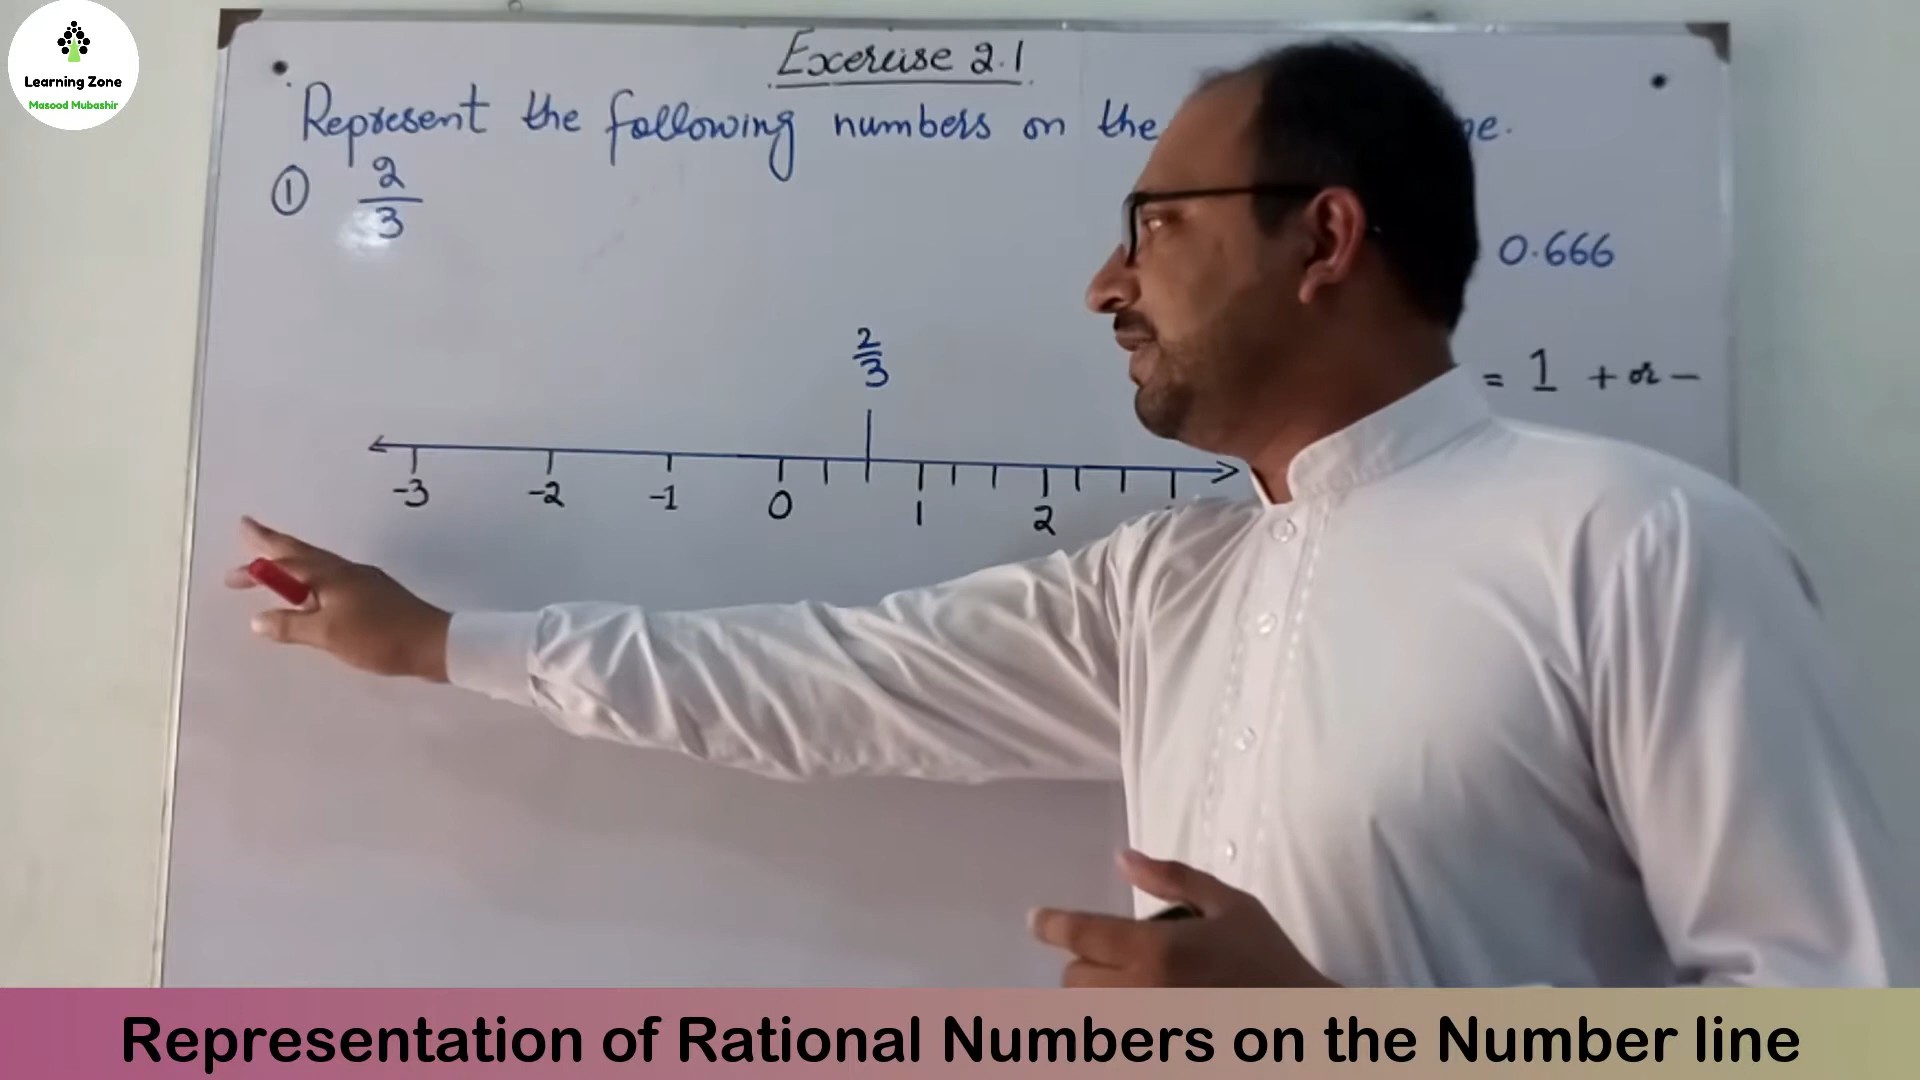 Learning Zone
Masood Mubashir
Excercise 2.1
Represent the following numbers on the
① 2/3
0.666
2/3
= 1 + or −
-3 -2 -1 0 1 2
Representation of Rational Numbers on the Number line